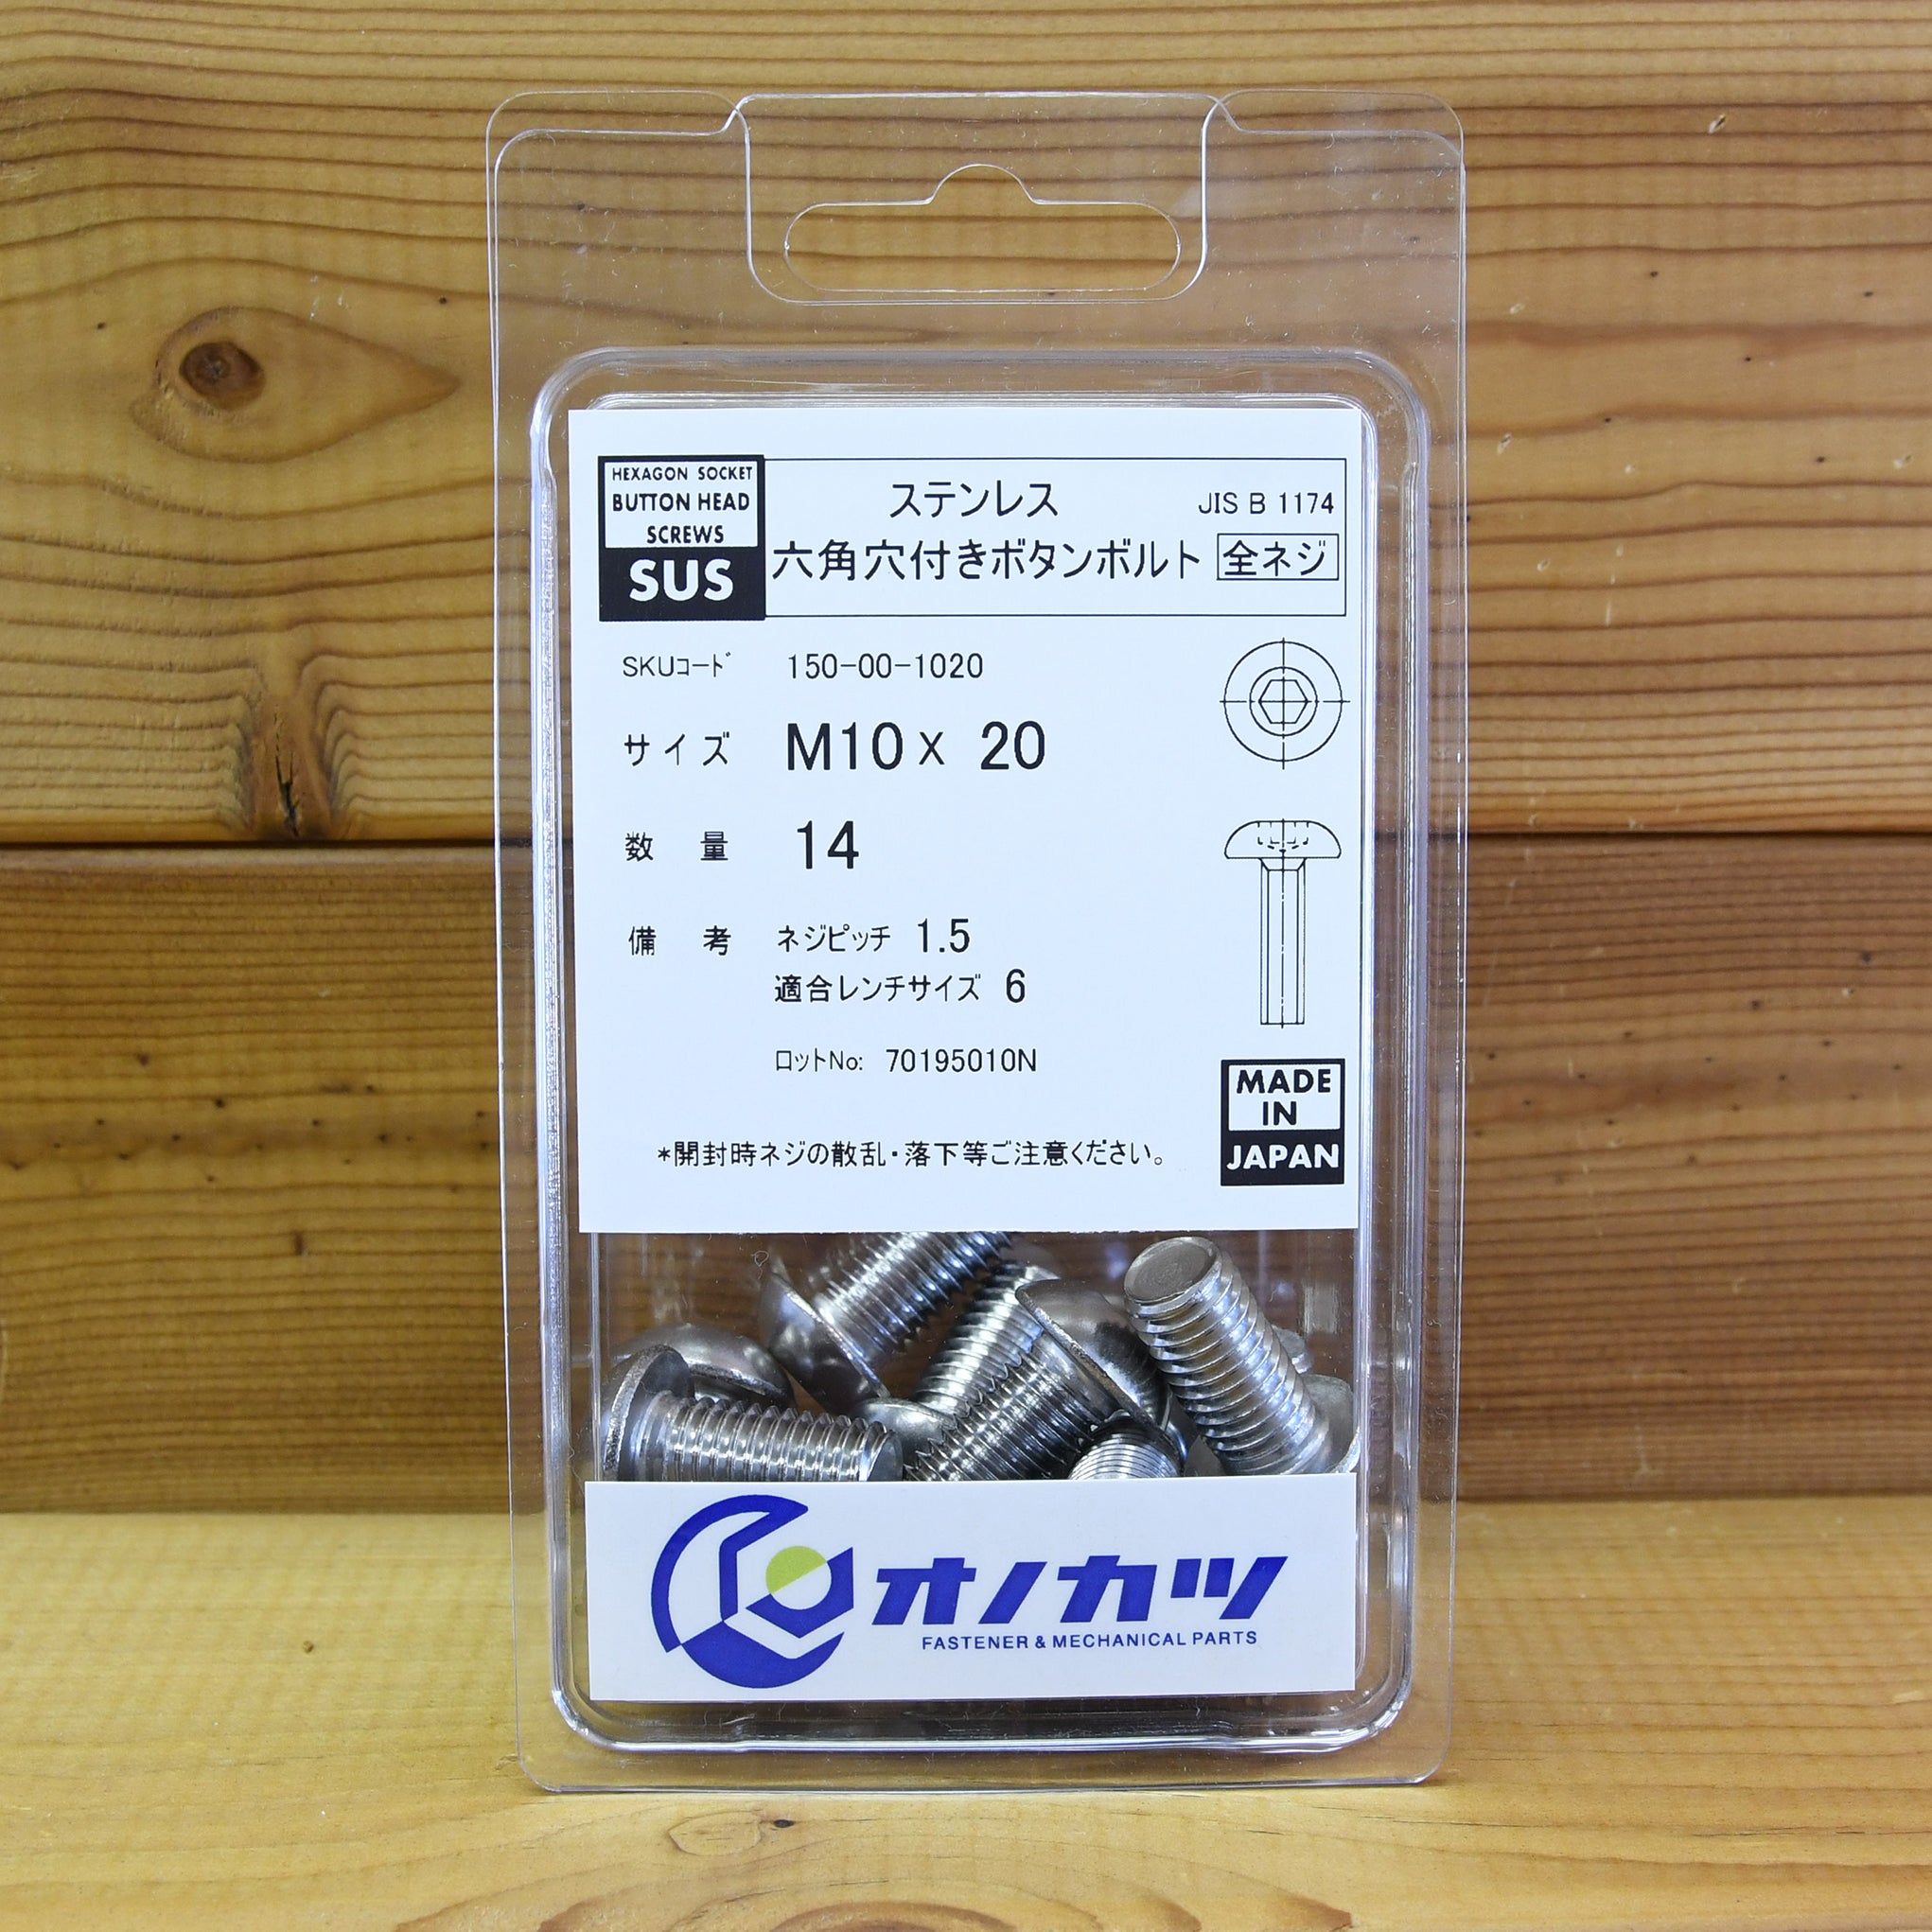 HEXAGON SOCKET
BUTTON HEAD
SCREWS
SUS
ステンレス
JIS B 1174
六角穴付きボタンボルト 全ネジ
SKUｺｰﾄﾞ 150-00-1020
サイズ M10 x 20
数量 14
備考 ネジピッチ 1.5
適合レンチサイズ 6
ロットNo: 70195010N
*開封時ネジの散乱・落下等ご注意ください。
MADE
IN
JAPAN
オノカツ
FASTENER & MECHANICAL PARTS